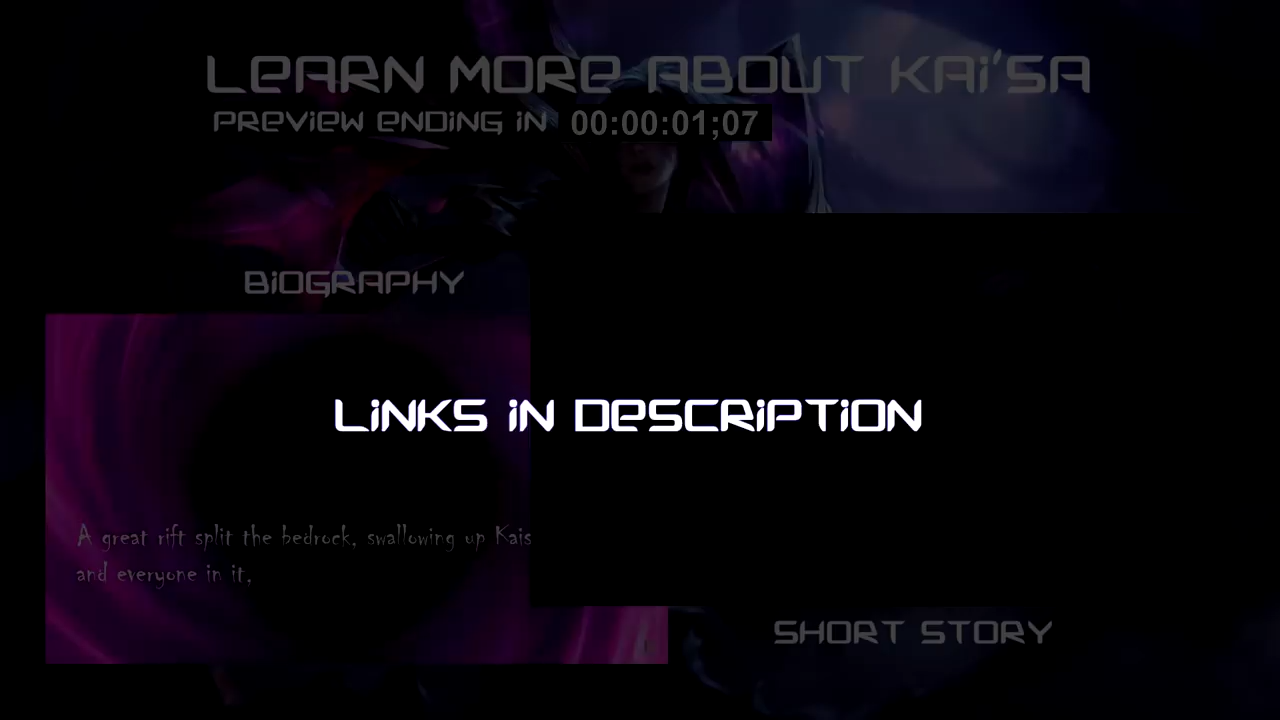 LEARN MORE ABOUT KAI'SA
PREVIEW ENDING IN 00:00:01;07
BIOGRAPHY
LINKS IN DESCRIPTION
A great rift split the bedrock, swallowing up Kais
and everyone in it,
SHORT STORY